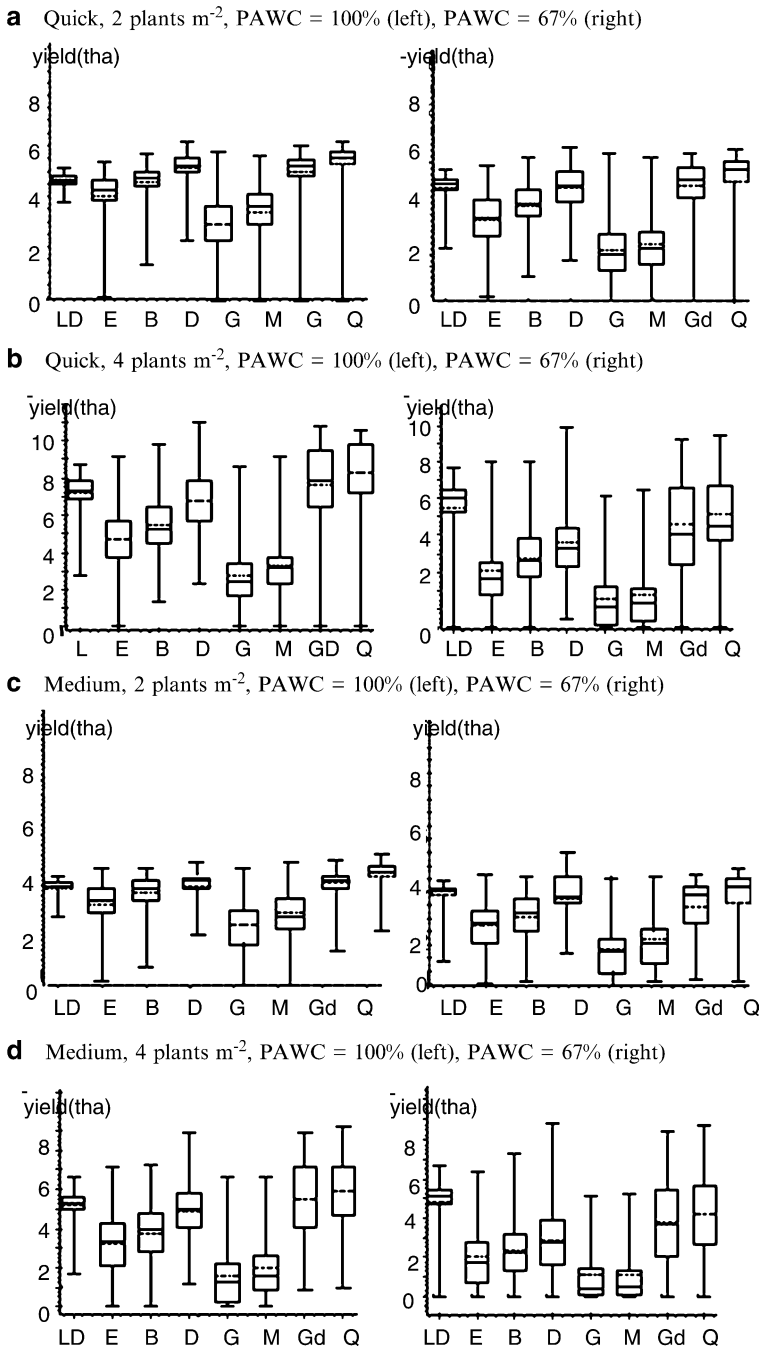 a Quick, 2 plants m-2, PAWC = 100% (left), PAWC = 67% (right)
yield(tha)
8
6
4
2
0
LD E B D G M G Q
-yield(tha)
8
6
4
2
0
LD E B D G M Gd Q
b Quick, 4 plants m-2, PAWC = 100% (left), PAWC = 67% (right)
yield(tha)
10
8
6
4
2
0
L E B D G M GD Q
yield(tha)
10
8
6
4
2
0
LD E B D G M Gd Q
c Medium, 2 plants m-2, PAWC = 100% (left), PAWC = 67% (right)
yield(tha)
8
6
4
2
0
LD E B D G M Gd Q
yield(tha)
8
6
4
2
0
LD E B D G M Gd Q
d Medium, 4 plants m-2, PAWC = 100% (left), PAWC = 67% (right)
yield(tha)
8
6
4
2
0
LD E B D G M Gd Q
yield(tha)
8
6
4
2
0
LD E B D G M Gd Q